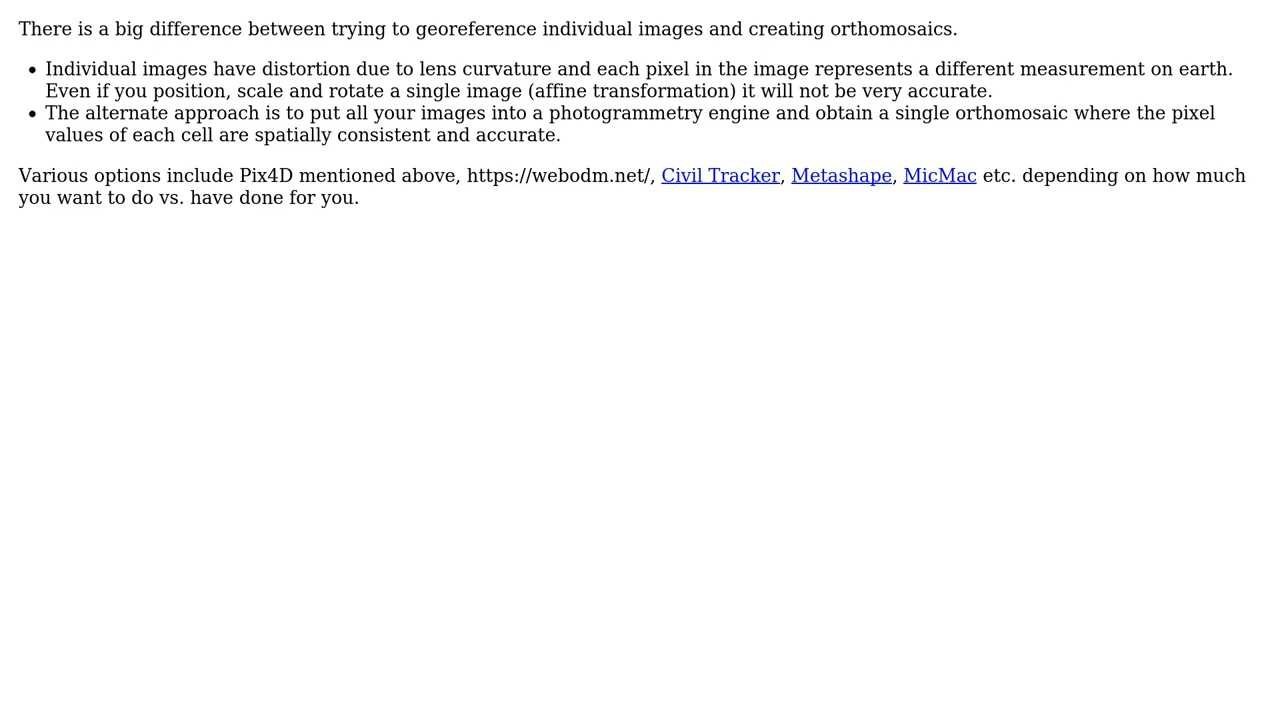 There is a big difference between trying to georeference individual images and creating orthomosaics.
• Individual images have distortion due to lens curvature and each pixel in the image represents a different measurement on earth.
Even if you position, scale and rotate a single image (affine transformation) it will not be very accurate.
• The alternate approach is to put all your images into a photogrammetry engine and obtain a single orthomosaic where the pixel
values of each cell are spatially consistent and accurate.
Various options include Pix4D mentioned above, https://webodm.net/, Civil Tracker, Metashape, MicMac etc. depending on how much
you want to do vs. have done for you.